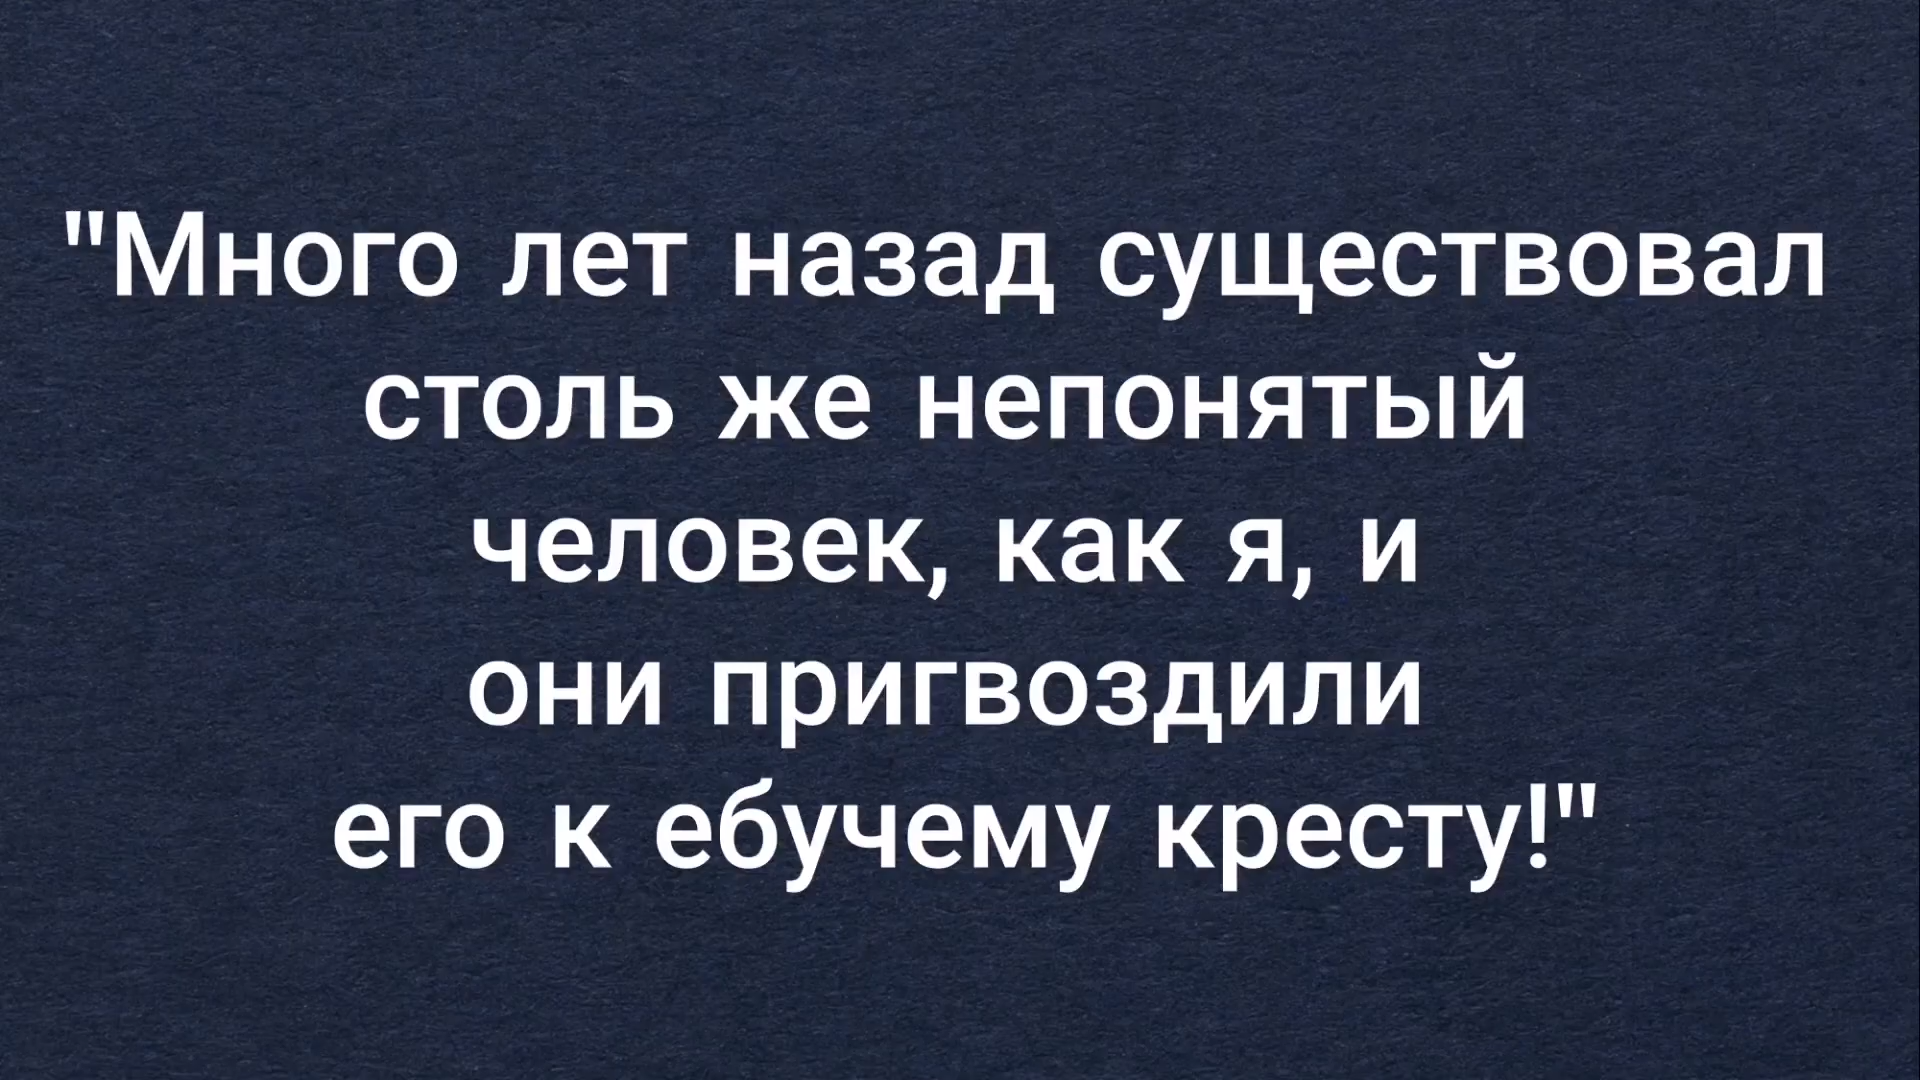 "Много лет назад существовал
столь же непонятый
человек, как я, и
они пригвоздили
его к ебучему кресту!"